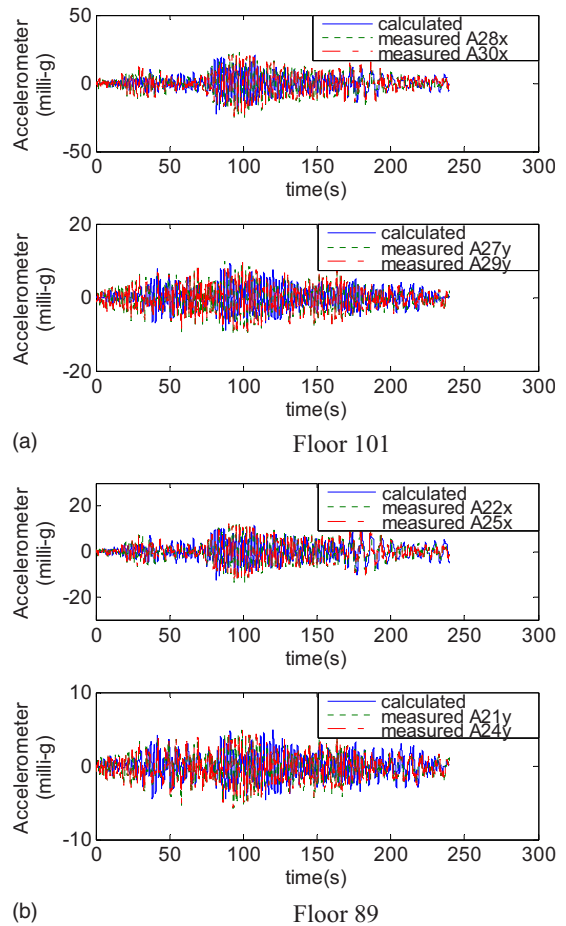 50
0
-50
Accelerometer
(milli-g)
calculated
measured A28x
measured A30x
0 50 100 150 200 250 300
time(s)
20
0
-20
Accelerometer
(milli-g)
calculated
measured A27y
measured A29y
0 50 100 150 200 250 300
time(s)
(a) Floor 101
20
0
-20
Accelerometer
(milli-g)
calculated
measured A22x
measured A25x
0 50 100 150 200 250 300
time(s)
10
0
-10
Accelerometer
(milli-g)
calculated
measured A21y
measured A24y
0 50 100 150 200 250 300
time(s)
(b) Floor 89